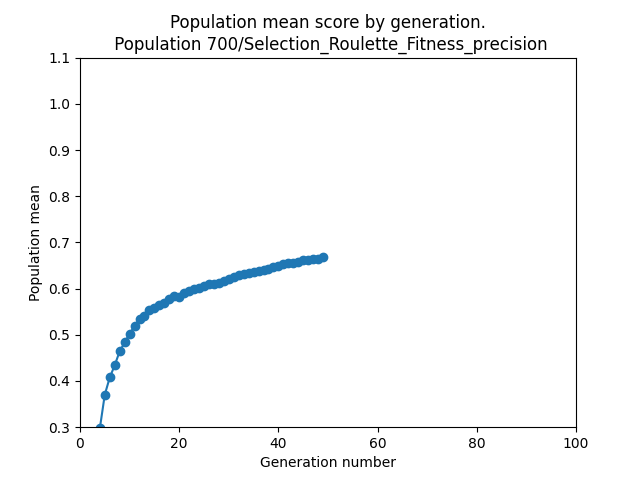 Population mean score by generation.
Population 700/Selection_Roulette_Fitness_precision
1.1
1.0
0.9
0.8
0.7
0.6
0.5
0.4
0.3
Population mean
0 20 40 60 80 100
Generation number